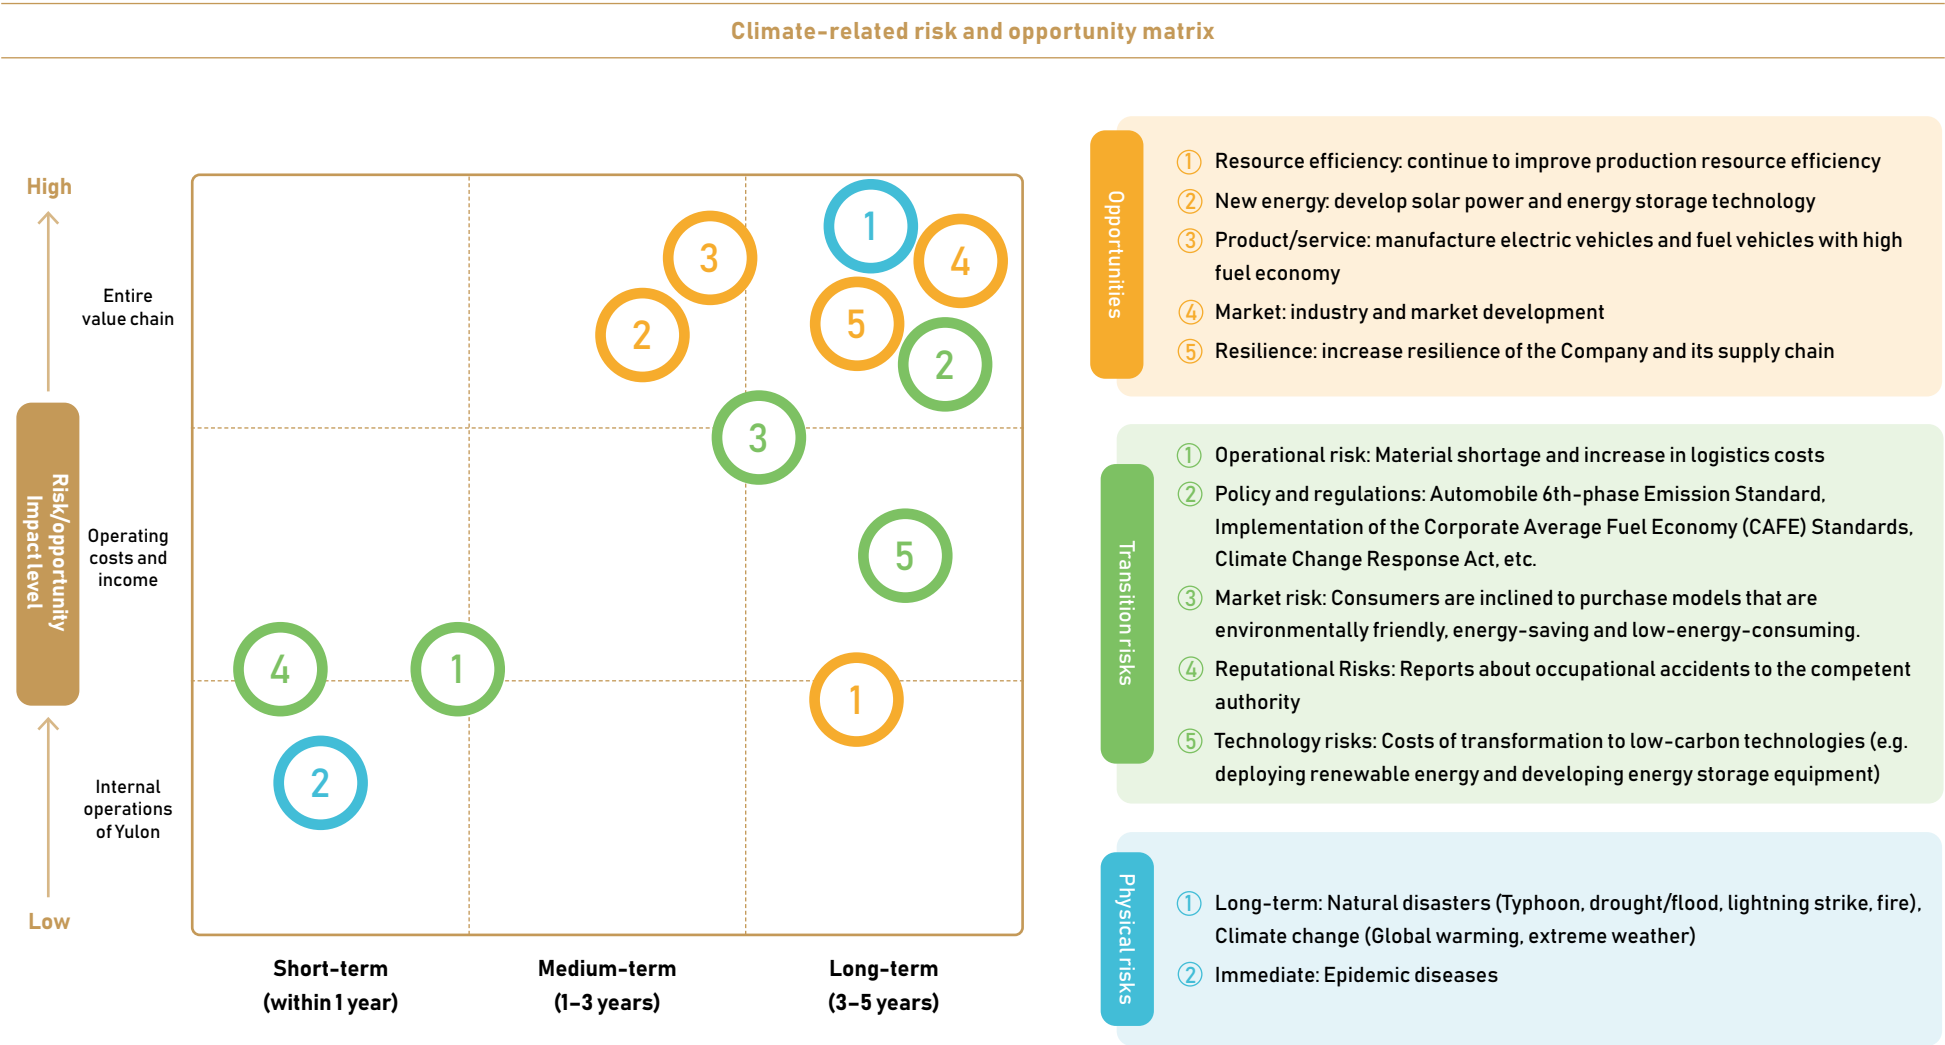 Climate-related risk and opportunity matrix
High
Entire
value chain
Risk/opportunity
Impact level
Operating
costs and
income
Internal
operations
of Yulon
Low
1
3
4
2
5
2
3
5
4
1
1
2
Short-term
(within 1 year)
Medium-term
(1–3 years)
Long-term
(3–5 years)
Opportunities
1 Resource efficiency: continue to improve production resource efficiency
2 New energy: develop solar power and energy storage technology
3 Product/service: manufacture electric vehicles and fuel vehicles with high
fuel economy
4 Market: industry and market development
5 Resilience: increase resilience of the Company and its supply chain
Transition risks
1 Operational risk: Material shortage and increase in logistics costs
2 Policy and regulations: Automobile 6th-phase Emission Standard,
Implementation of the Corporate Average Fuel Economy (CAFE) Standards,
Climate Change Response Act, etc.
3 Market risk: Consumers are inclined to purchase models that are
environmentally friendly, energy-saving and low-energy-consuming.
4 Reputational Risks: Reports about occupational accidents to the competent
authority
5 Technology risks: Costs of transformation to low-carbon technologies (e.g.
deploying renewable energy and developing energy storage equipment)
Physical risks
1 Long-term: Natural disasters (Typhoon, drought/flood, lightning strike, fire),
Climate change (Global warming, extreme weather)
2 Immediate: Epidemic diseases